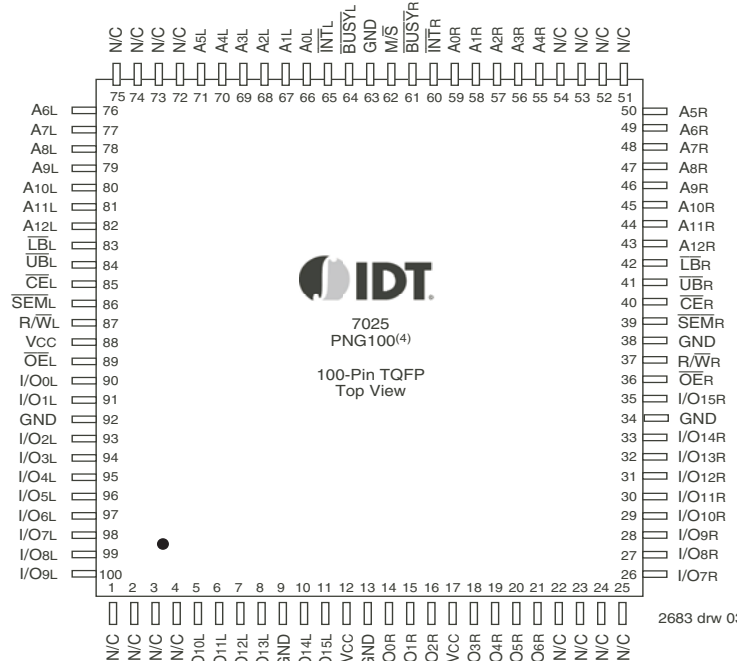 N/C N/C N/C N/C A5L A4L A3L A2L A1L A0L INTL BUSYL GND M/S BUSYR INTR A0R A1R A2R A3R A4R N/C N/C N/C N/C
75 74 73 72 71 70 69 68 67 66 65 64 63 62 61 60 59 58 57 56 55 54 53 52 51
A6L 76
A7L 77
A8L 78
A9L 79
A10L 80
A11L 81
A12L 82
LBL 83
UBL 84
CEL 85
SEML 86
R/WL 87
VCC 88
OEL 89
I/O0L 90
I/O1L 91
GND 92
I/O2L 93
I/O3L 94
I/O4L 95
I/O5L 96
I/O6L 97
I/O7L 98
I/O8L 99
I/O9L 100
IDT.
7025
PNG100(4)
100-Pin TQFP
Top View
50 A5R
49 A6R
48 A7R
47 A8R
46 A9R
45 A10R
44 A11R
43 A12R
42 LBR
41 UBR
40 CER
39 SEMR
38 GND
37 R/WR
36 OER
35 I/O15R
34 GND
33 I/O14R
32 I/O13R
31 I/O12R
30 I/O11R
29 I/O10R
28 I/O9R
27 I/O8R
26 I/O7R
1 2 3 4 5 6 7 8 9 10 11 12 13 14 15 16 17 18 19 20 21 22 23 24 25
N/C N/C N/C N/C O10L O11L O12L O13L GND O14L O15L VCC GND O0R O1R O2R VCC O3R O4R O5R O6R N/C N/C N/C N/C
2683 drw 03